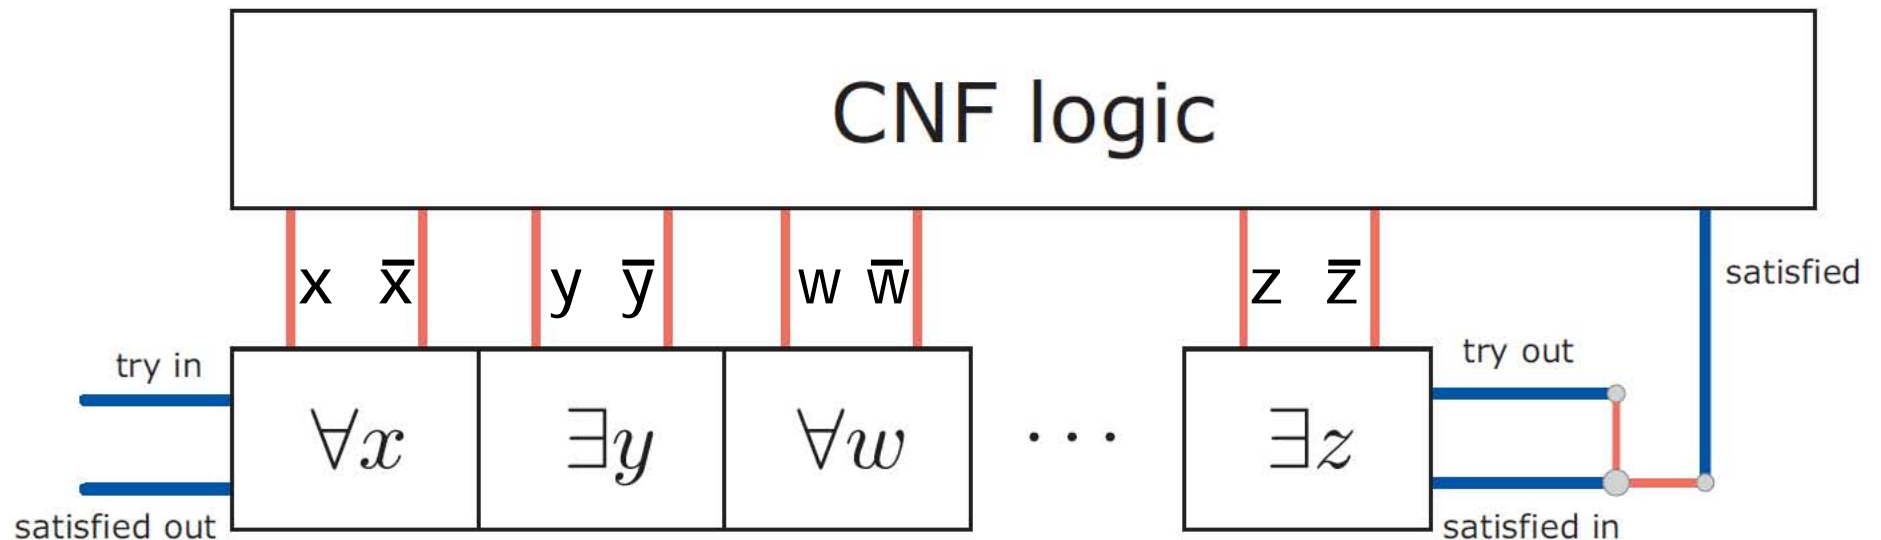 CNF logic
x x̅ y y̅ w w̅ z z̅
satisfied
try in
try out
∀x ∃y ∀w ··· ∃z
satisfied out
satisfied in